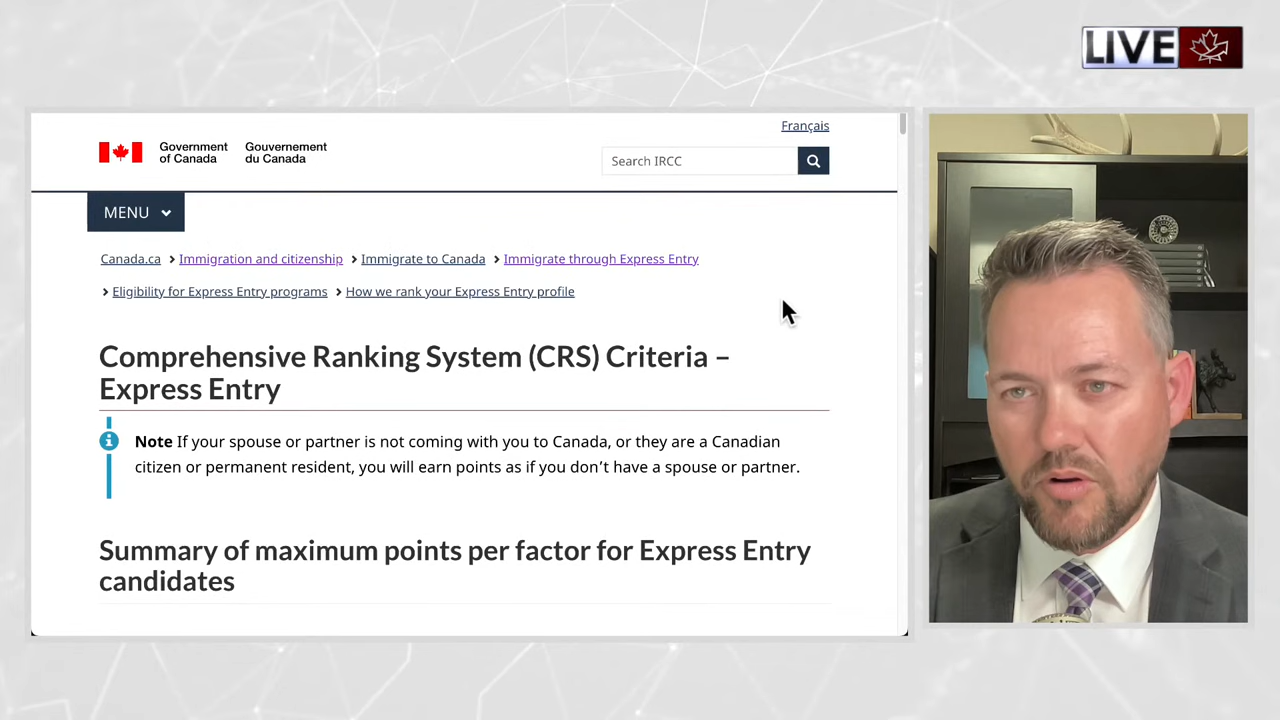 LIVE
Français
Government
of Canada
Gouvernement
du Canada
Search IRCC
MENU
Canada.ca Immigration and citizenship Immigrate to Canada Immigrate through Express Entry
Eligibility for Express Entry programs How we rank your Express Entry profile
Comprehensive Ranking System (CRS) Criteria –
Express Entry
Note If your spouse or partner is not coming with you to Canada, or they are a Canadian
citizen or permanent resident, you will earn points as if you don’t have a spouse or partner.
Summary of maximum points per factor for Express Entry
candidates